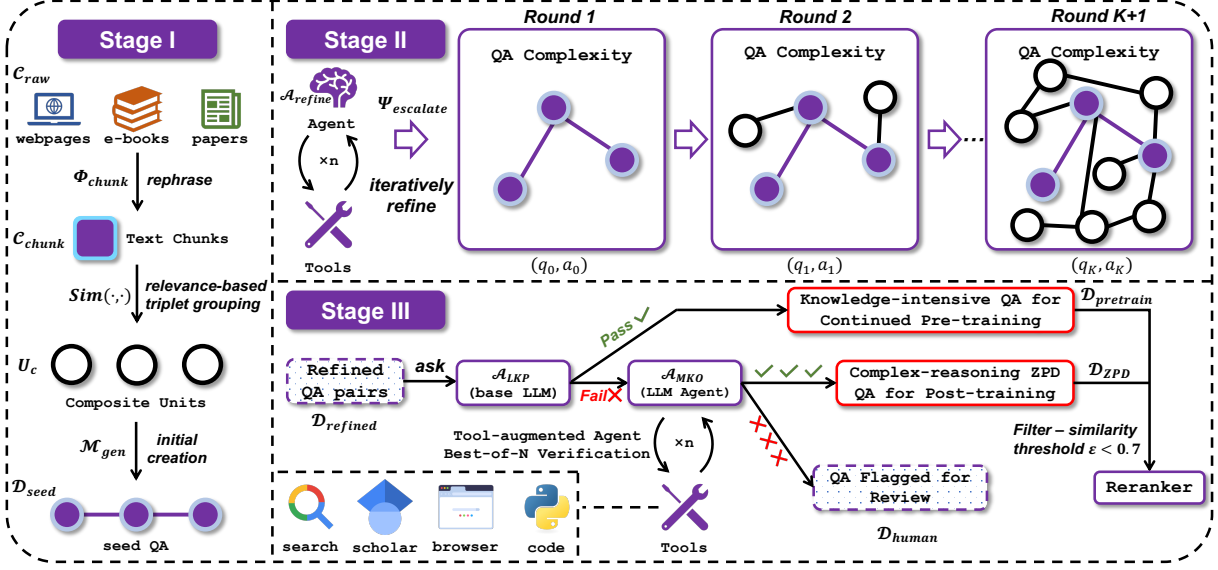 Stage I
𝒞_raw
webpages
e-books
papers
Φ_chunk
rephrase
𝒞_chunk
Text Chunks
Sim(·,·)
relevance-based
triplet grouping
U_c
Composite Units
ℳ_gen
initial
creation
𝒟_seed
seed QA
Stage II
𝒜_refine
Agent
×n
Tools
Ψ_escalate
iteratively
refine
Round 1
QA Complexity
(q_0, a_0)
Round 2
QA Complexity
(q_1, a_1)
...
Round K+1
QA Complexity
(q_K, a_K)
Stage III
Refined
QA pairs
𝒟_refined
ask
𝒜_LKP
(base LLM)
Pass ✓
Fail ✗
𝒜_MKO
(LLM Agent)
Knowledge-intensive QA for
Continued Pre-training
𝒟_pretrain
✓ ✓ ✓
Complex-reasoning ZPD
QA for Post-training
𝒟_ZPD
Tool-augmented Agent
Best-of-N Verification
×n
Tools
✗ ✗ ✗
QA Flagged for
Review
𝒟_human
Filter – similarity
threshold ε < 0.7
Reranker
search
scholar
browser
code